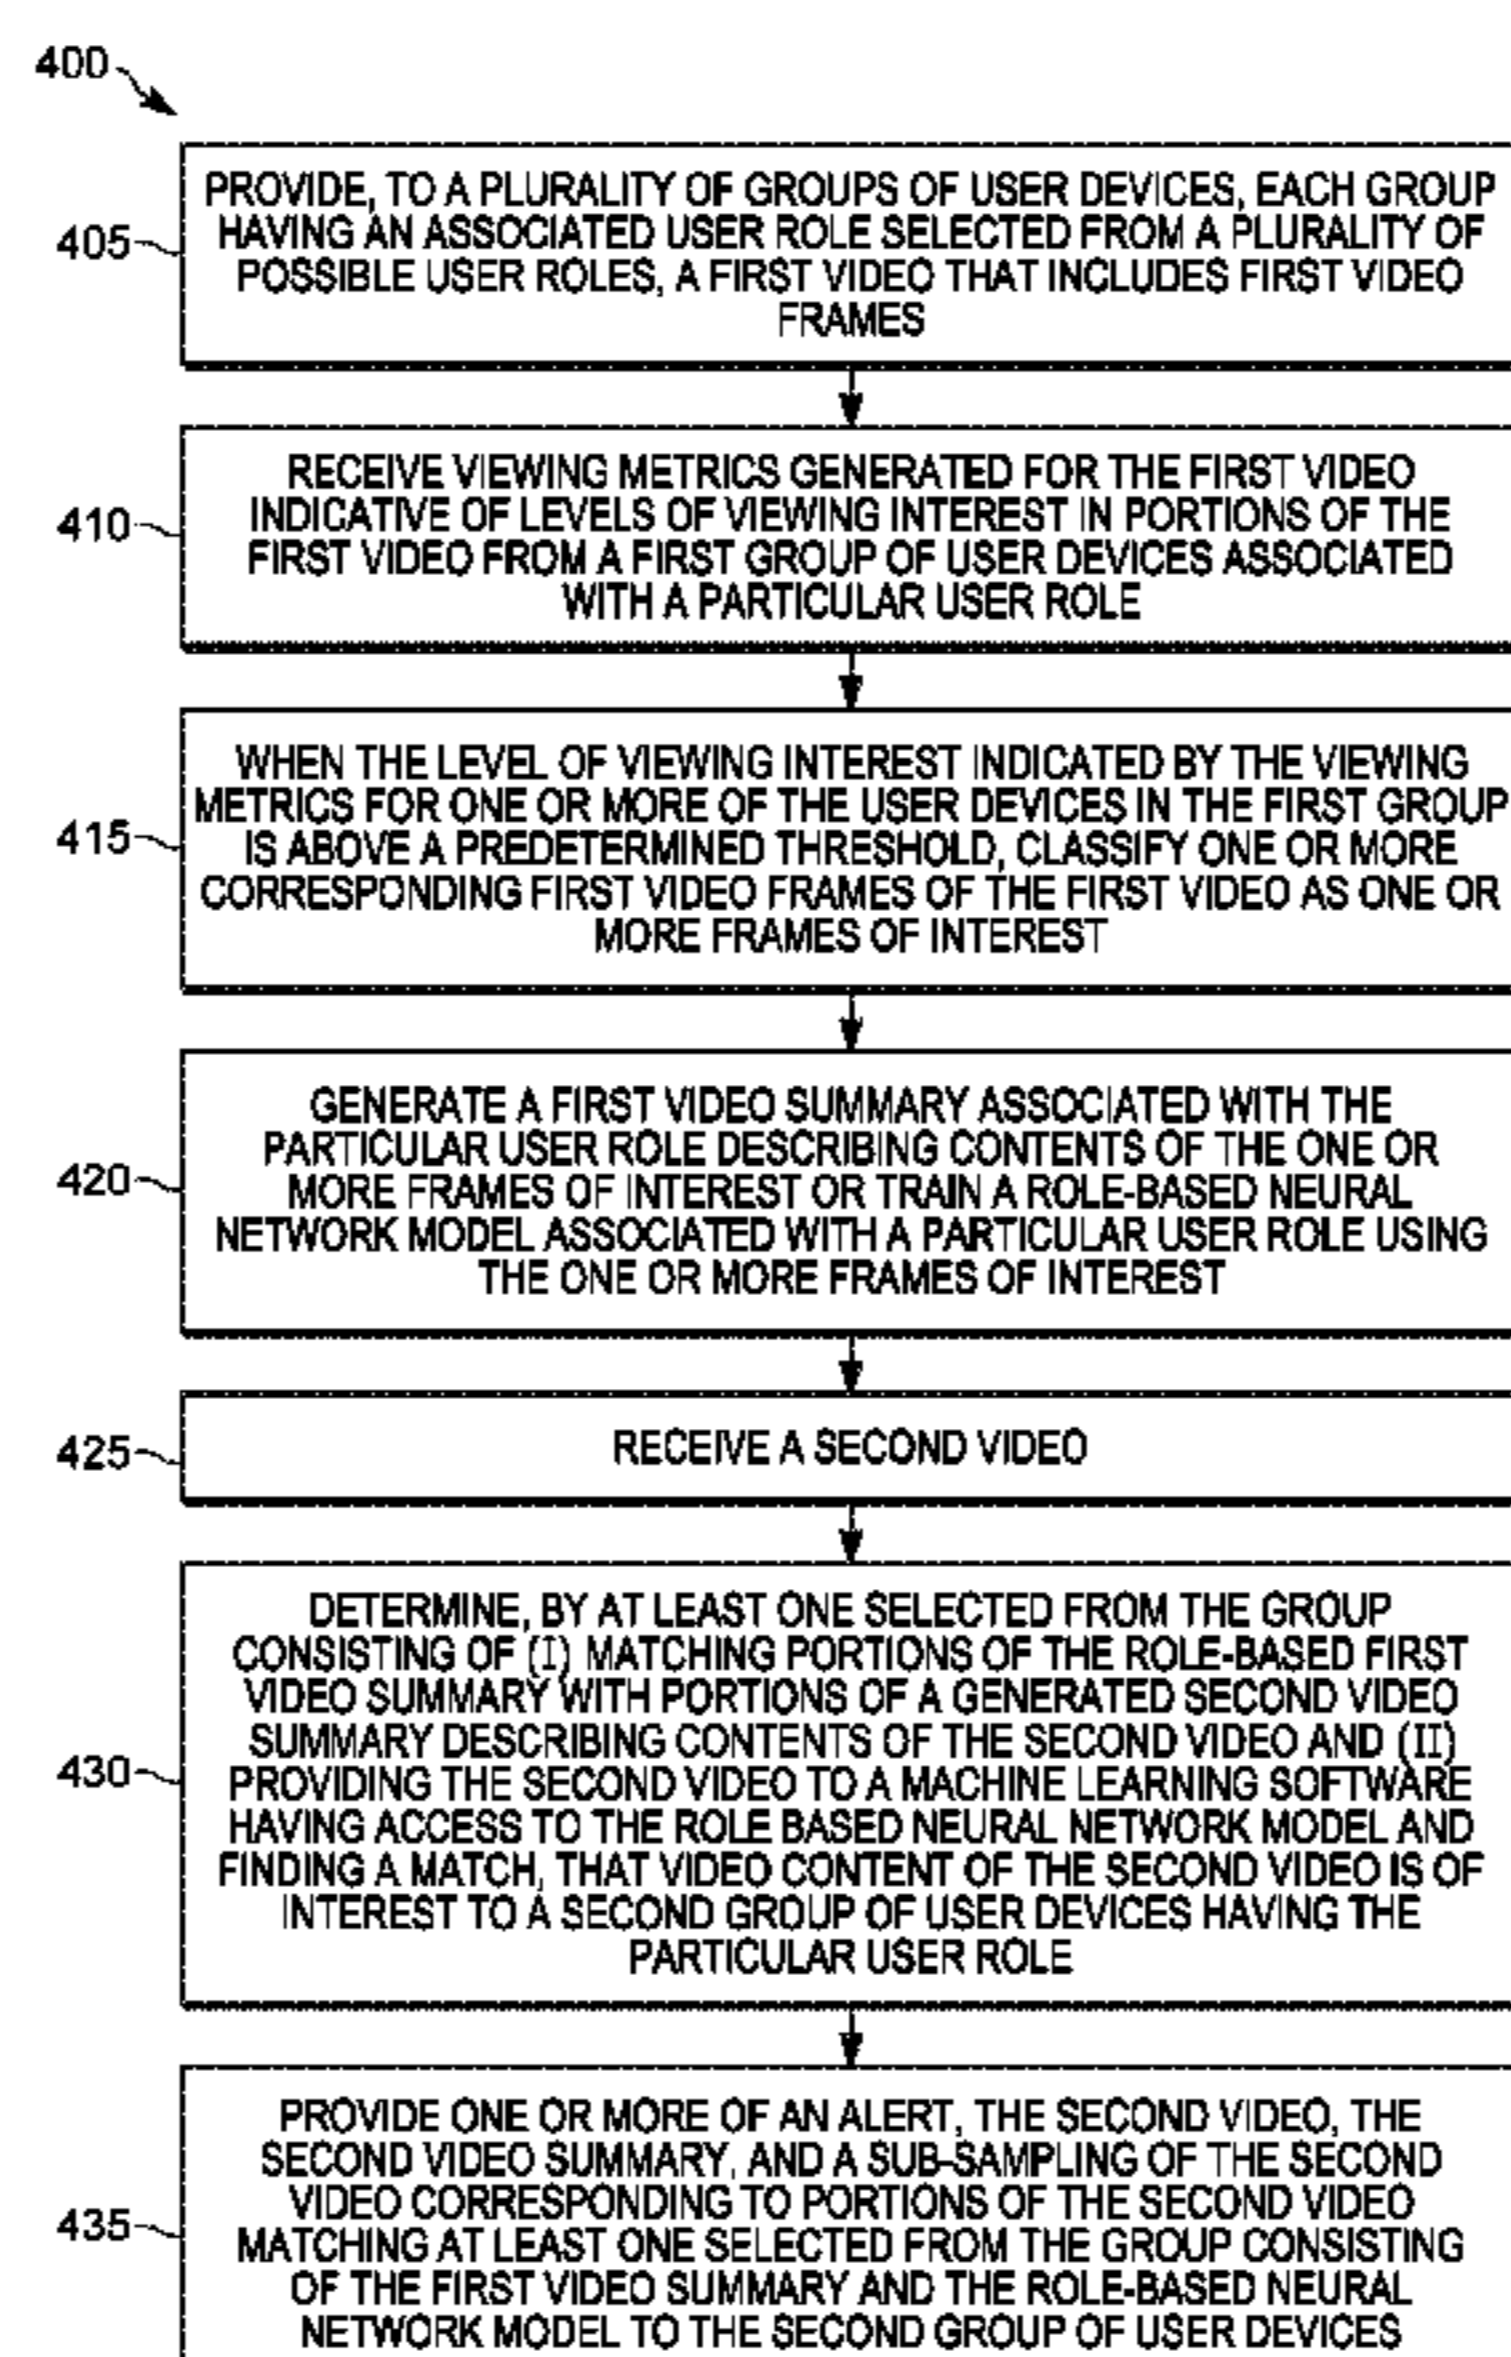 400
PROVIDE, TO A PLURALITY OF GROUPS OF USER DEVICES, EACH GROUP
HAVING AN ASSOCIATED USER ROLE SELECTED FROM A PLURALITY OF
POSSIBLE USER ROLES, A FIRST VIDEO THAT INCLUDES FIRST VIDEO
FRAMES
405
RECEIVE VIEWING METRICS GENERATED FOR THE FIRST VIDEO
INDICATIVE OF LEVELS OF VIEWING INTEREST IN PORTIONS OF THE
FIRST VIDEO FROM A FIRST GROUP OF USER DEVICES ASSOCIATED
WITH A PARTICULAR USER ROLE
410
WHEN THE LEVEL OF VIEWING INTEREST INDICATED BY THE VIEWING
METRICS FOR ONE OR MORE OF THE USER DEVICES IN THE FIRST GROUP
IS ABOVE A PREDETERMINED THRESHOLD, CLASSIFY ONE OR MORE
CORRESPONDING FIRST VIDEO FRAMES OF THE FIRST VIDEO AS ONE OR
MORE FRAMES OF INTEREST
415
GENERATE A FIRST VIDEO SUMMARY ASSOCIATED WITH THE
PARTICULAR USER ROLE DESCRIBING CONTENTS OF THE ONE OR
MORE FRAMES OF INTEREST OR TRAIN A ROLE-BASED NEURAL
NETWORK MODEL ASSOCIATED WITH A PARTICULAR USER ROLE USING
THE ONE OR MORE FRAMES OF INTEREST
420
RECEIVE A SECOND VIDEO
425
DETERMINE, BY AT LEAST ONE SELECTED FROM THE GROUP
CONSISTING OF (I) MATCHING PORTIONS OF THE ROLE-BASED FIRST
VIDEO SUMMARY WITH PORTIONS OF A GENERATED SECOND VIDEO
SUMMARY DESCRIBING CONTENTS OF THE SECOND VIDEO AND (II)
PROVIDING THE SECOND VIDEO TO A MACHINE LEARNING SOFTWARE
HAVING ACCESS TO THE ROLE BASED NEURAL NETWORK MODEL AND
FINDING A MATCH, THAT VIDEO CONTENT OF THE SECOND VIDEO IS OF
INTEREST TO A SECOND GROUP OF USER DEVICES HAVING THE
PARTICULAR USER ROLE
430
PROVIDE ONE OR MORE OF AN ALERT, THE SECOND VIDEO, THE
SECOND VIDEO SUMMARY, AND A SUB-SAMPLING OF THE SECOND
VIDEO CORRESPONDING TO PORTIONS OF THE SECOND VIDEO
MATCHING AT LEAST ONE SELECTED FROM THE GROUP CONSISTING
OF THE FIRST VIDEO SUMMARY AND THE ROLE-BASED NEURAL
NETWORK MODEL TO THE SECOND GROUP OF USER DEVICES
435